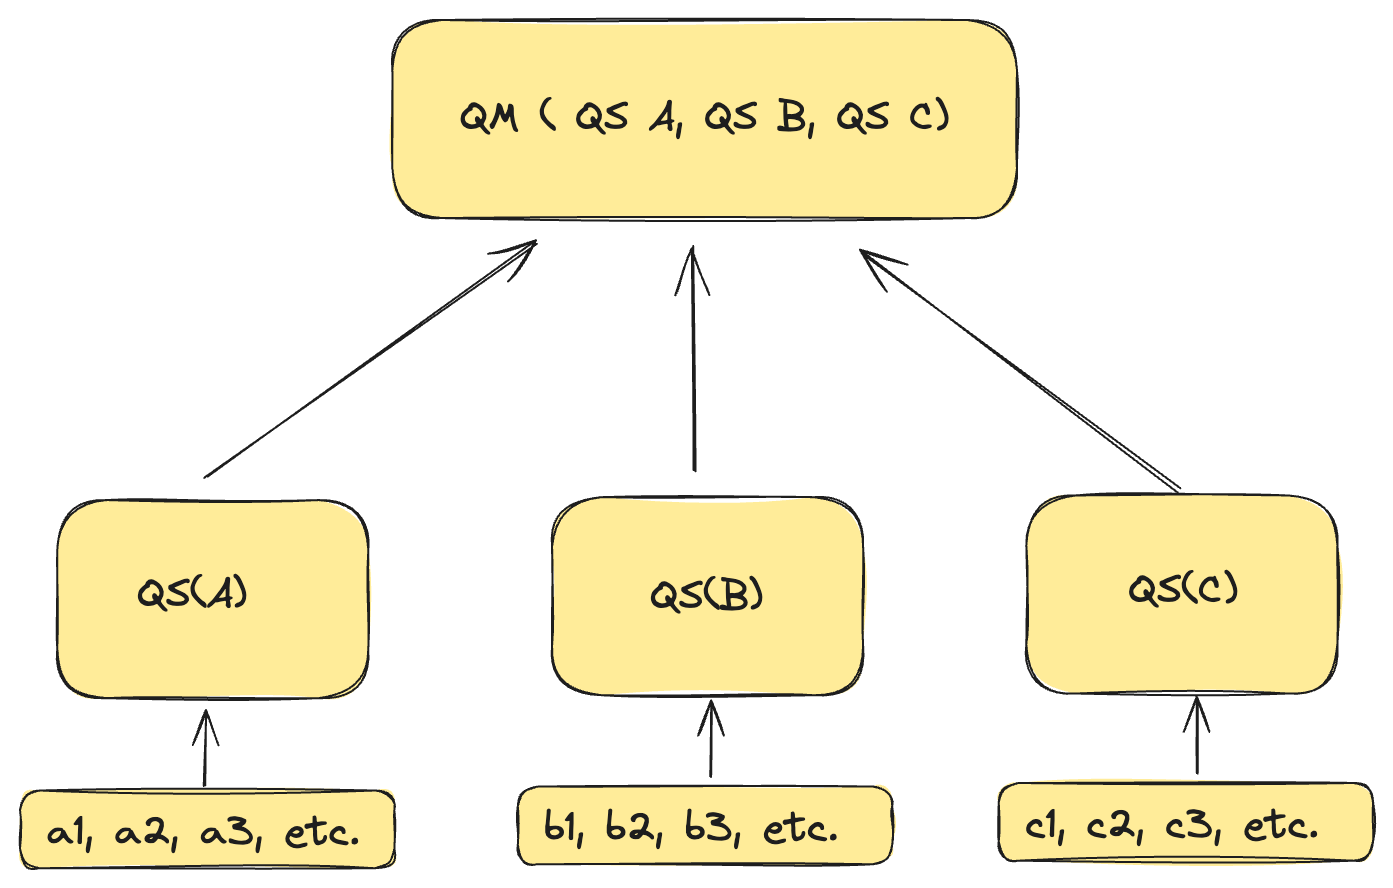 QM ( QS A, QS B, QS C)
QS(A)
QS(B)
QS(C)
a1, a2, a3, etc.
b1, b2, b3, etc.
c1, c2, c3, etc.